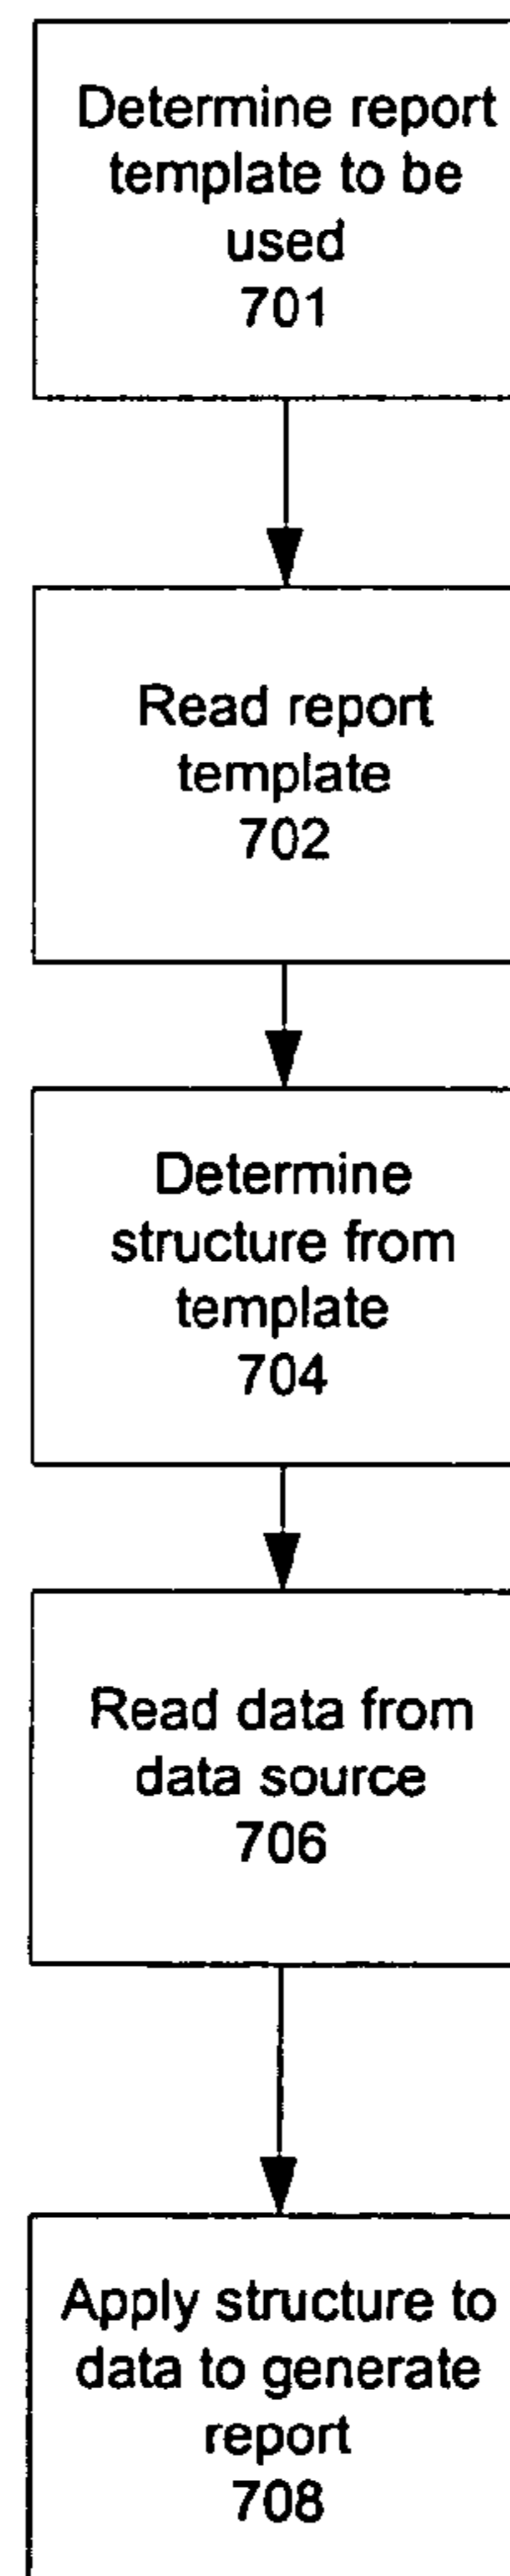 Determine report
template to be
used
701
Read report
template
702
Determine
structure from
template
704
Read data from
data source
706
Apply structure to
data to generate
report
708